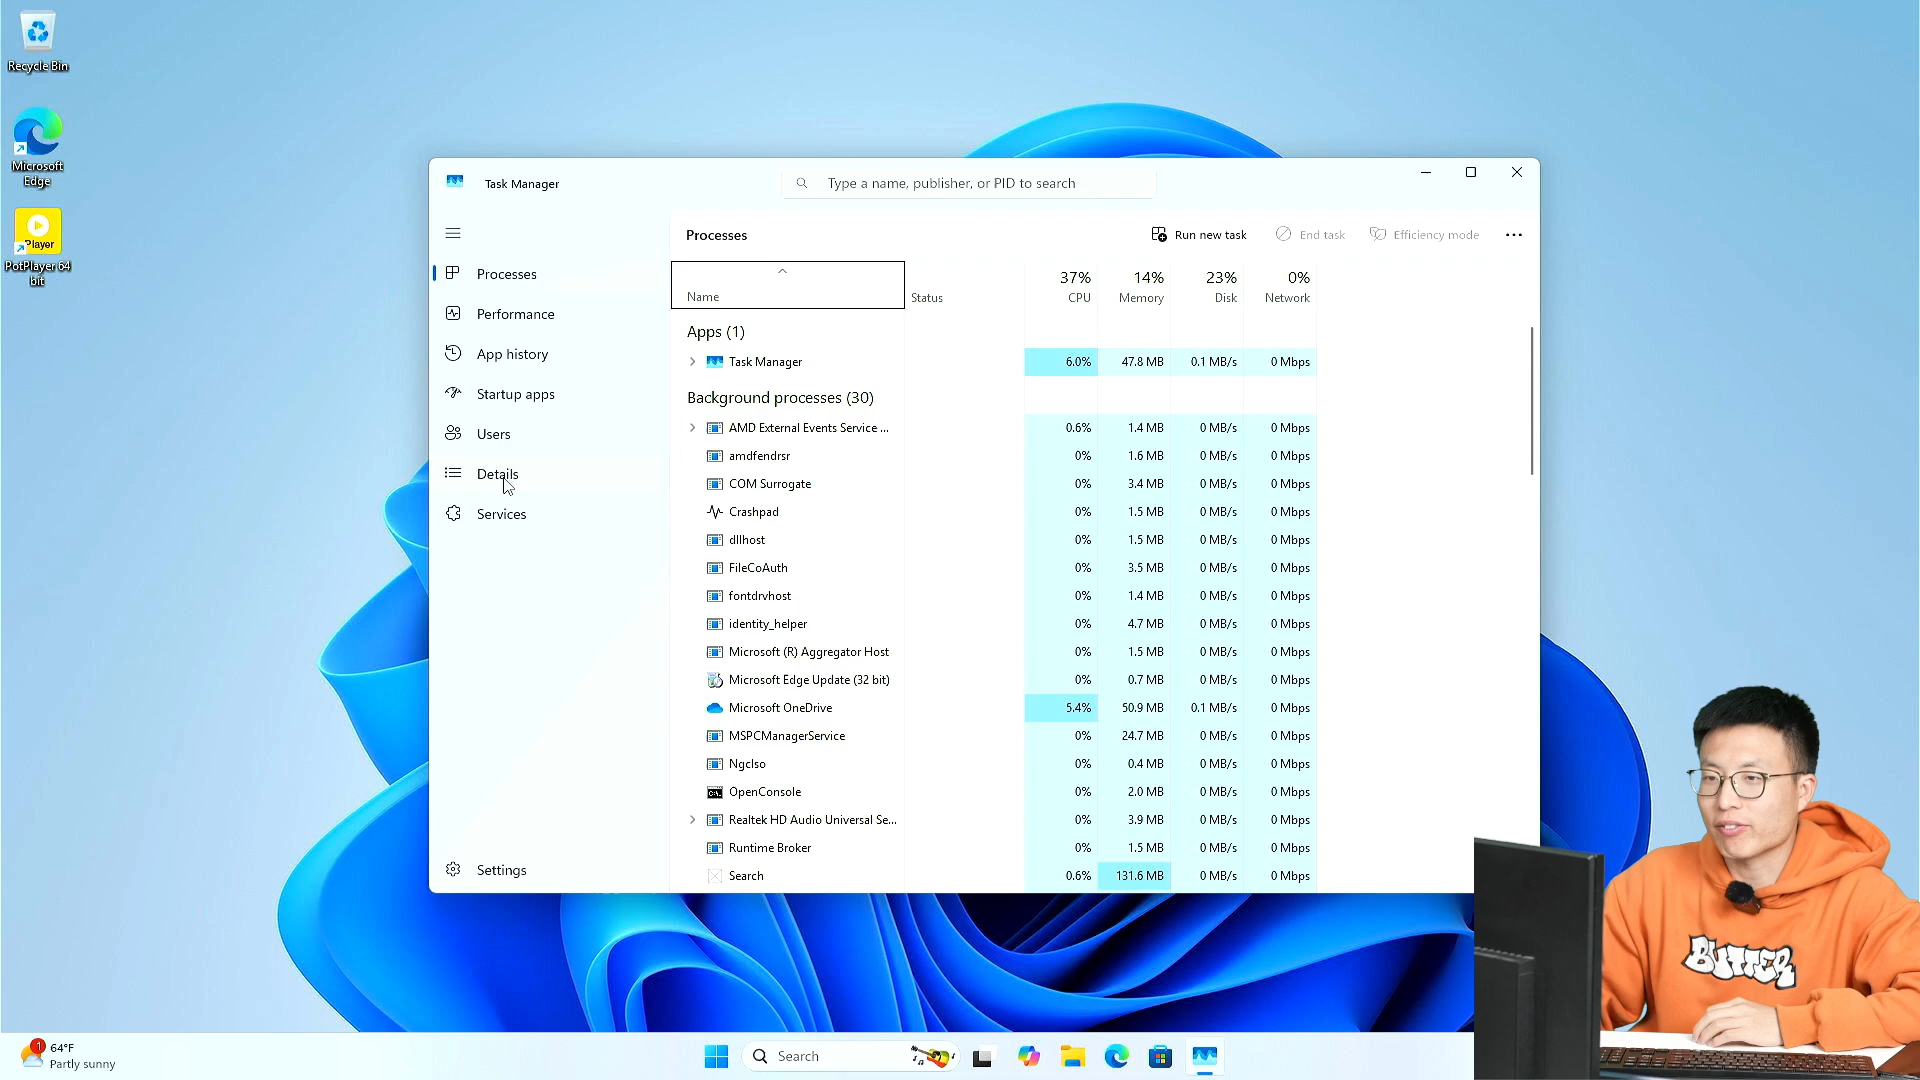 Recycle Bin
Microsoft
Edge
Player
PotPlayer 64
bit
Task Manager
Type a name, publisher, or PID to search
Processes
Run new task
End task
Efficiency mode
Processes
Performance
App history
Startup apps
Users
Details
Services
Settings
Name
Status
37% 14% 23% 0%
CPU Memory Disk Network
Apps (1)
Task Manager 6.0% 47.8 MB 0.1 MB/s 0 Mbps
Background processes (30)
AMD External Events Service ... 0.6% 1.4 MB 0 MB/s 0 Mbps
amdfendrsr 0% 1.6 MB 0 MB/s 0 Mbps
COM Surrogate 0% 3.4 MB 0 MB/s 0 Mbps
Crashpad 0% 1.5 MB 0 MB/s 0 Mbps
dllhost 0% 1.5 MB 0 MB/s 0 Mbps
FileCoAuth 0% 3.5 MB 0 MB/s 0 Mbps
fontdrvhost 0% 1.4 MB 0 MB/s 0 Mbps
identity_helper 0% 4.7 MB 0 MB/s 0 Mbps
Microsoft (R) Aggregator Host 0% 1.5 MB 0 MB/s 0 Mbps
Microsoft Edge Update (32 bit) 0% 0.7 MB 0 MB/s 0 Mbps
Microsoft OneDrive 5.4% 50.9 MB 0.1 MB/s 0 Mbps
MSPCManagerService 0% 24.7 MB 0 MB/s 0 Mbps
NgcIso 0% 0.4 MB 0 MB/s 0 Mbps
OpenConsole 0% 2.0 MB 0 MB/s 0 Mbps
Realtek HD Audio Universal Se... 0% 3.9 MB 0 MB/s 0 Mbps
Runtime Broker 0% 1.5 MB 0 MB/s 0 Mbps
Search 0.6% 131.6 MB 0 MB/s 0 Mbps
BUTTER
1
64°F
Partly sunny
Search